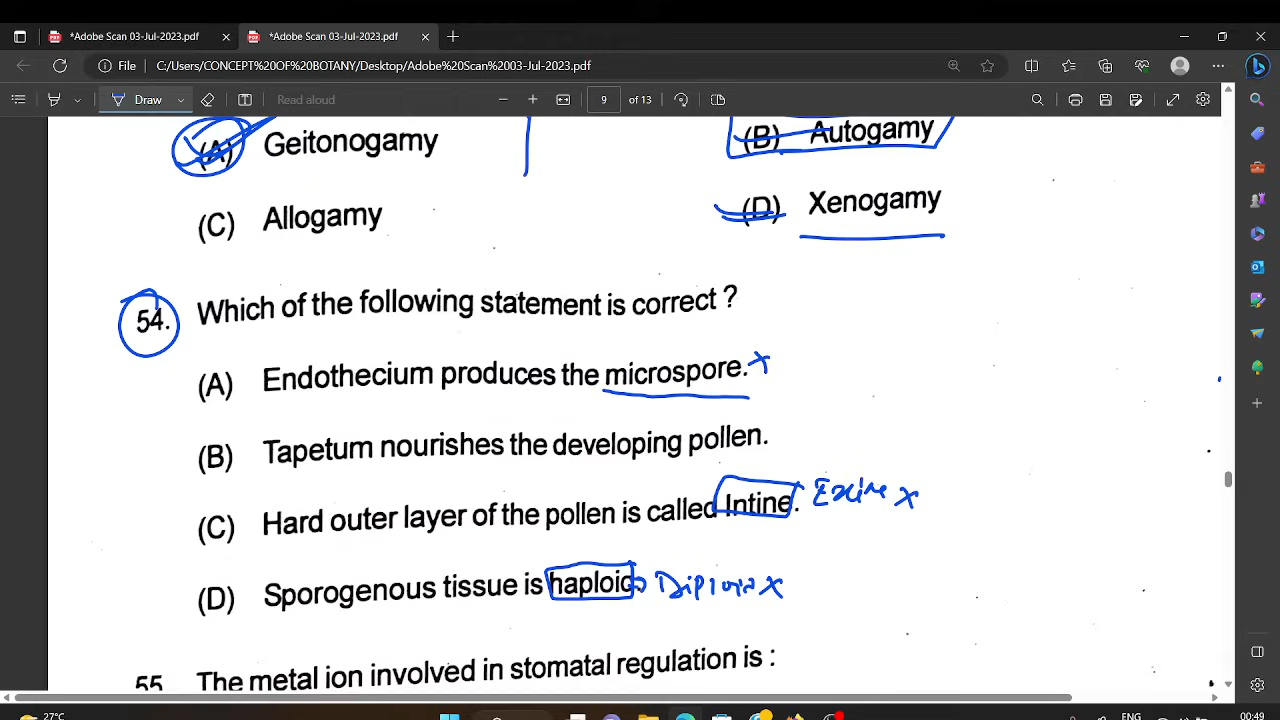 *Adobe Scan 03-Jul-2023.pdf
*Adobe Scan 03-Jul-2023.pdf
File
C:/Users/CONCEPT%20OF%20BOTANY/Desktop/Adobe%20Scan%2003-Jul-2023.pdf
Draw
Read aloud
9 of 13
(A) Geitonogamy
(B) Autogamy
(C) Allogamy
(D) Xenogamy
54. Which of the following statement is correct ?
(A) Endothecium produces the microspore. x
(B) Tapetum nourishes the developing pollen.
(C) Hard outer layer of the pollen is called Intine. Exine x
(D) Sporogenous tissue is haploid. Diploid x
55 The metal ion involved in stomatal regulation is :
27°C
00:49